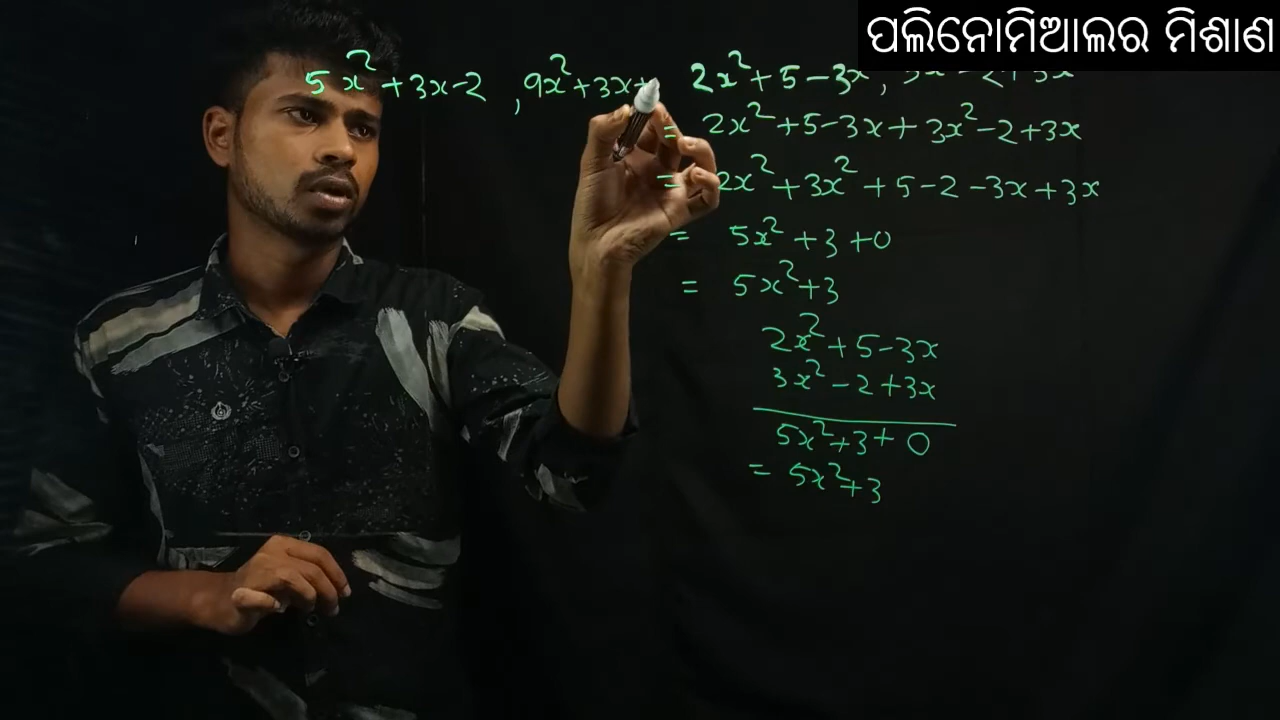 ପଲିନୋମିଆଲର ମିଶାଣ
5x² + 3x - 2 , 9x² + 3x +
2x² + 5 - 3x ,
= 2x² + 5 - 3x + 3x² - 2 + 3x
= 2x² + 3x² + 5 - 2 - 3x + 3x
= 5x² + 3 + 0
= 5x² + 3
2x² + 5 - 3x
3x² - 2 + 3x
5x² + 3 + 0
= 5x² + 3